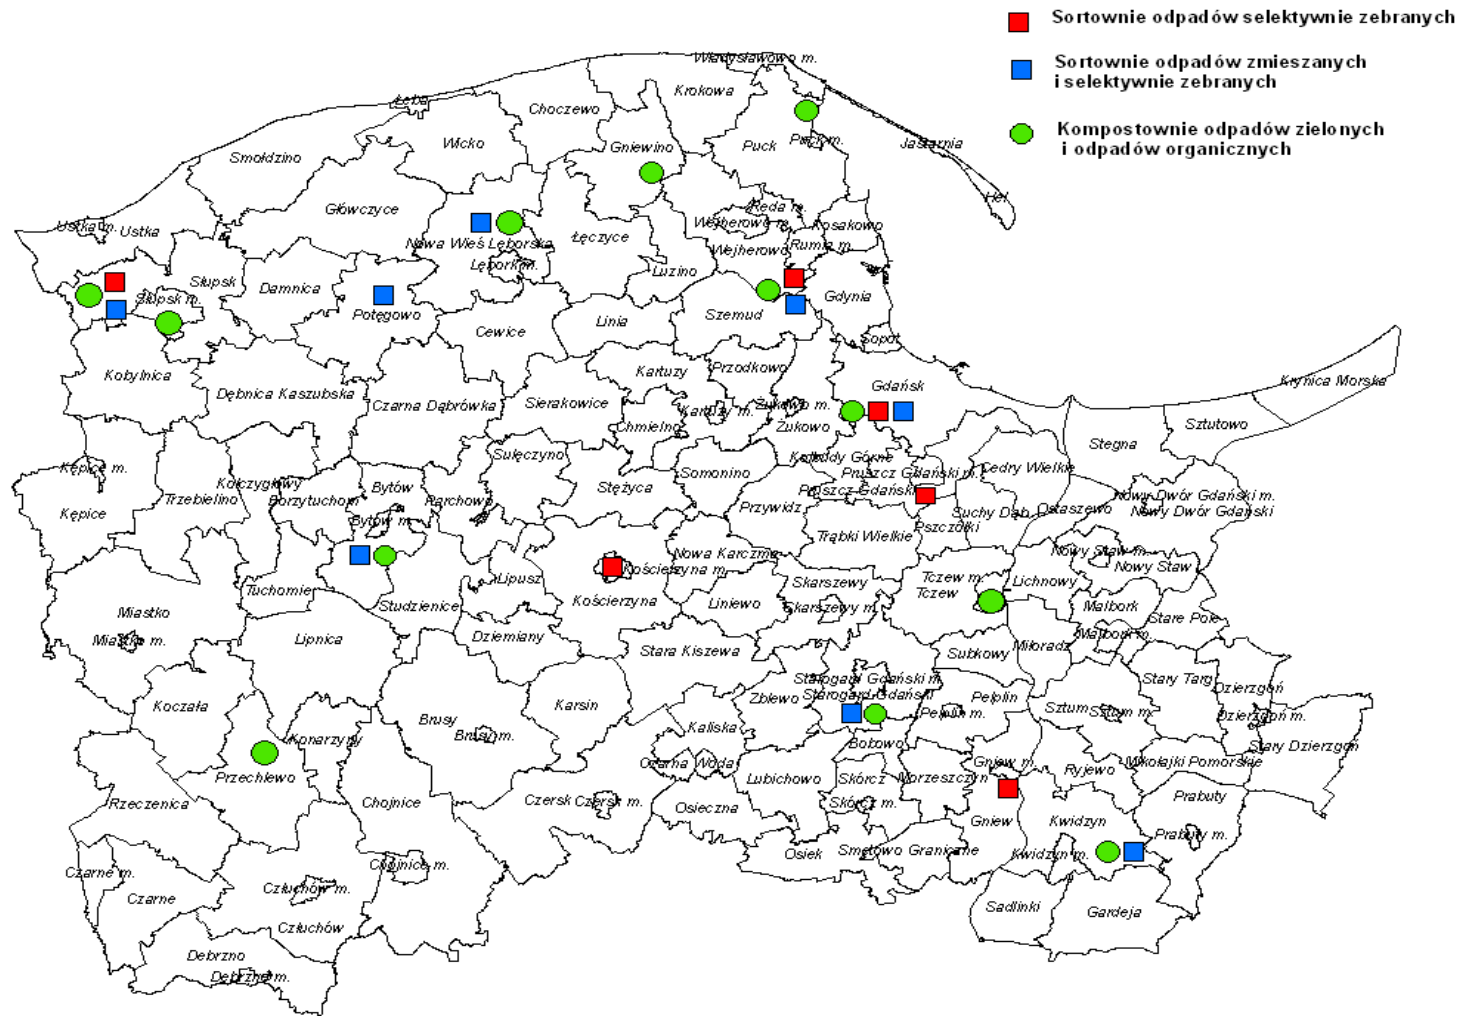 Sortownie odpadów selektywnie zebranych
Sortownie odpadów zmieszanych
i selektywnie zebranych
Kompostownie odpadów zielonych
i odpadów organicznych
Władysławowo m.
Krokowa
Łeba
Choczewo
Wicko
Gniewino
Puck
Puck m.
Jastarnia
Smołdzino
Hel
Główczyce
Reda m.
Wejherowo m.
Kosakowo
Ustka m.
Ustka
Nowa Wieś Lęborska
Łęczyce
Wejherowo
Rumia m.
Lębork m.
Luzino
Słupsk
Damnica
Słupsk m.
Gdynia
Potęgowo
Szemud
Linia
Cewice
Sopot
Kobylnica
Kartuzy
Przodkowo
Krynica Morska
Dębnica Kaszubska
Gdańsk
Czarna Dąbrówka
Sierakowice
Kartuzy m.
Żukowo m.
Chmielno
Żukowo
Sztutowo
Stegna
Sulęczyno
Kolbudy Górne
Kępice m.
Cedry Wielkie
Pruszcz Gdański m.
Somonino
Kołczygłowy
Bytów
Stężyca
Pruszcz Gdański
Trzebielino
Borzytuchom
Parchowo
Nowy Dwór Gdański m.
Kępice
Przywidz
Suchy Dąb
Ostaszewo
Nowy Dwór Gdański
Bytów m.
Pszczółki
Trąbki Wielkie
Nowa Karczma
Nowy Staw m.
Kościerzyna m.
Nowy Staw
Lipusz
Skarszewy
Tczew m.
Lichnowy
Tuchomie
Tczew
Studzienice
Kościerzyna
Liniewo
Skarszewy m.
Malbork
Miastko
Stare Pole
Miastko m.
Lipnica
Dziemiany
Malbork m.
Miłoradz
Stara Kiszewa
Subkowy
Starogard Gdański m.
Stary Targ
Dzierzgoń
Koczała
Zblewo
Starogard Gdański
Pelplin
Karsin
Sztum
Sztum m.
Pelplin m.
Dzierzgoń m.
Brusy
Kaliska
Brusy m.
Konarzyny
Bobowo
Stary Dzierzgoń
Przechlewo
Czarna Woda
Gniew m.
Mikołajki Pomorskie
Ryjewo
Lubichowo
Skórcz
Morzeszczyn
Rzeczenica
Chojnice
Czersk
Czersk m.
Osieczna
Skórcz m.
Prabuty
Gniew
Kwidzyn
Prabuty m.
Osiek
Smętowo Graniczne
Kwidzyn m.
Chojnice m.
Czarne m.
Człuchów m.
Czarne
Sadlinki
Gardeja
Człuchów
Debrzno
Debrzno m.